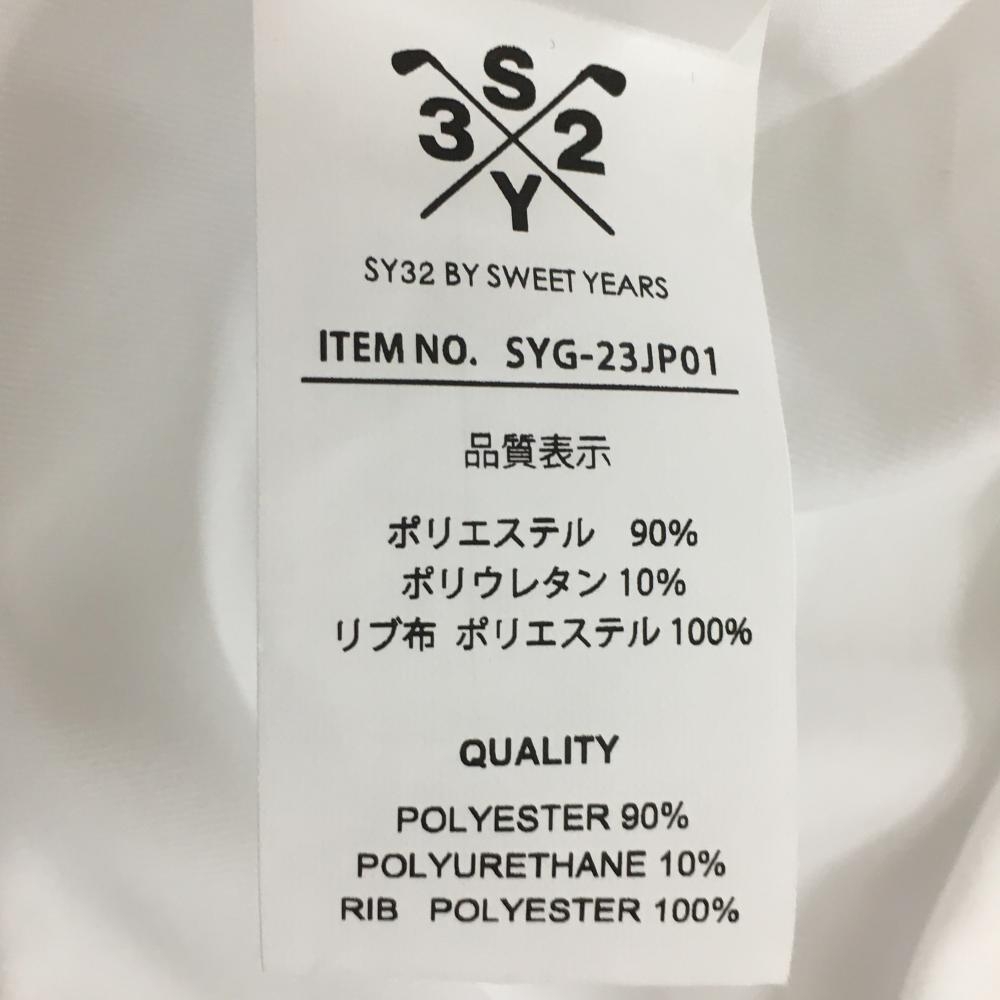 S
3 2
Y
SY32 BY SWEET YEARS
ITEM NO. SYG-23JP01
品質表示
ポリエステル 90%
ポリウレタン 10%
リブ布 ポリエステル 100%
QUALITY
POLYESTER 90%
POLYURETHANE 10%
RIB POLYESTER 100%